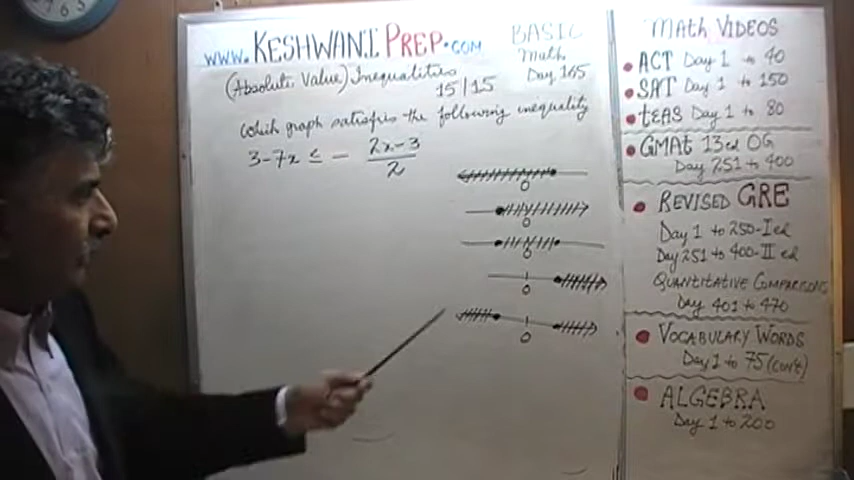 www.KESHWANI PREP.com
BASIC
Math
Day 165
(Absolute Value) Inequalities
15/15
Which graph satisfies the following inequality
3-7x ≤ - (2x-3)/2
0
0
0
0
0
Math VIDEOS
ACT Day 1 to 40
SAT Day 1 to 150
tEAS Day 1 to 80
GMAt 13ed OG
Day 251 to 400
REVISED GRE
Day 1 to 250-I ed
Day 251 to 400-II ed
QUANTITATIVE COMPARISONS
Day 401 to 470
VOCABULARY WORDS
Day 1 to 75 (con't)
ALGEBRA
Day 1 to 200